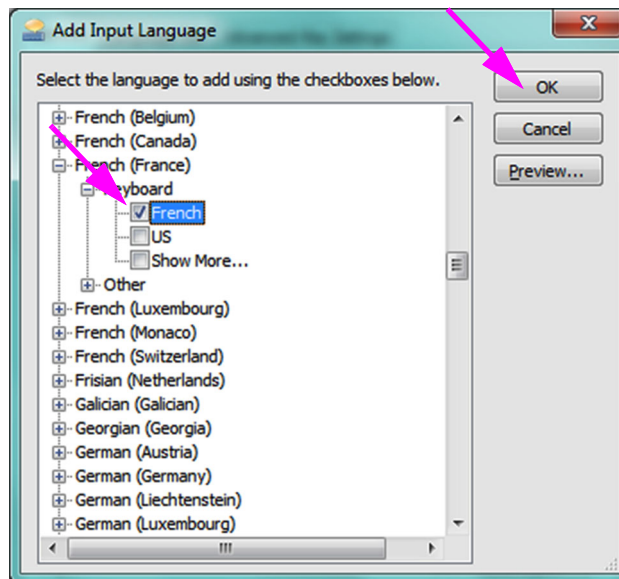 Add Input Language
Select the language to add using the checkboxes below.
French (Belgium)
French (Canada)
French (France)
Keyboard
French
US
Show More...
Other
French (Luxembourg)
French (Monaco)
French (Switzerland)
Frisian (Netherlands)
Galician (Galician)
Georgian (Georgia)
German (Austria)
German (Germany)
German (Liechtenstein)
German (Luxembourg)
OK
Cancel
Preview...